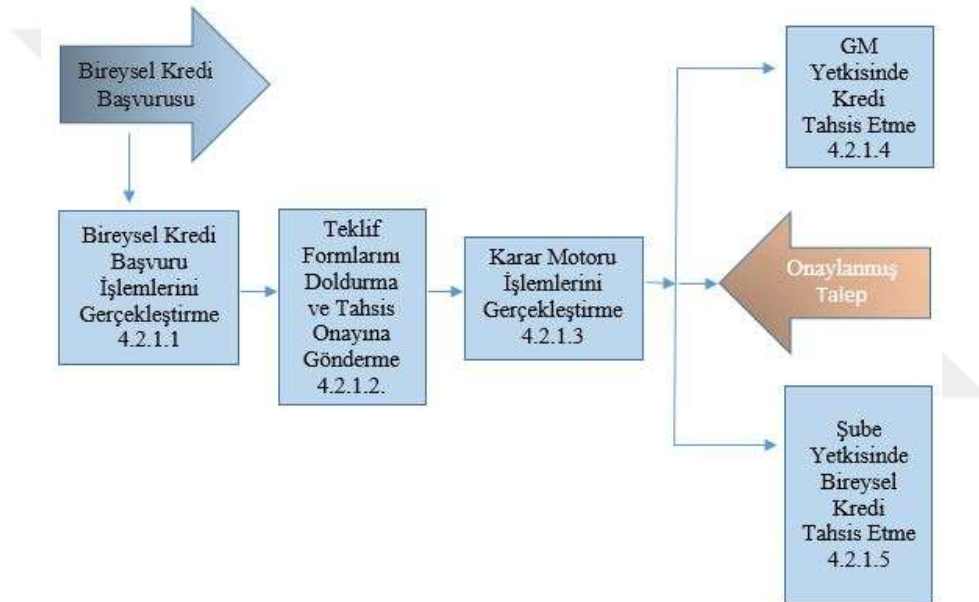 Bireysel Kredi
Başvurusu
Bireysel Kredi
Başvuru
İşlemlerini
Gerçekleştirme
4.2.1.1
Teklif
Formlarını
Doldurma
ve Tahsis
Onayına
Gönderme
4.2.1.2.
Karar Motoru
İşlemlerini
Gerçekleştirme
4.2.1.3
GM
Yetkisinde
Kredi
Tahsis Etme
4.2.1.4
Onaylanmış
Talep
Şube
Yetkisinde
Bireysel
Kredi
Tahsis Etme
4.2.1.5